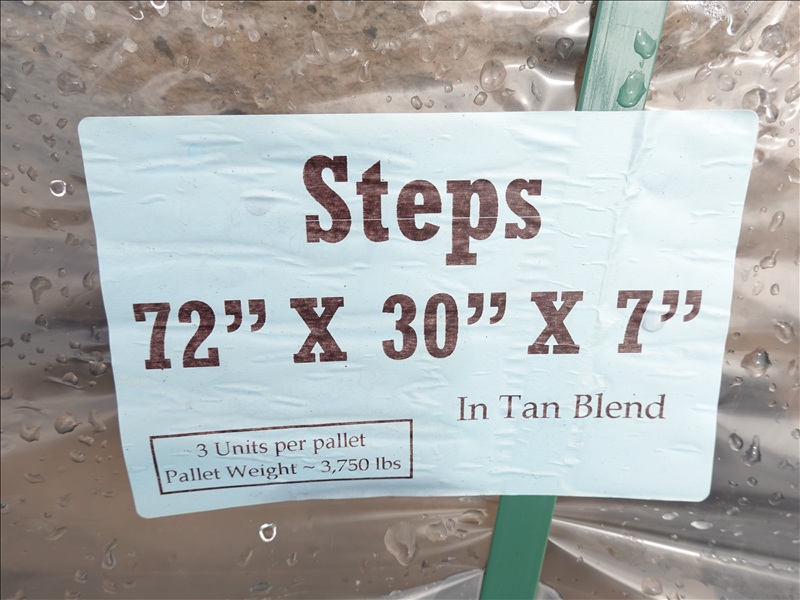 Steps
72” X 30” X 7”
In Tan Blend
3 Units per pallet
Pallet Weight ~ 3,750 lbs